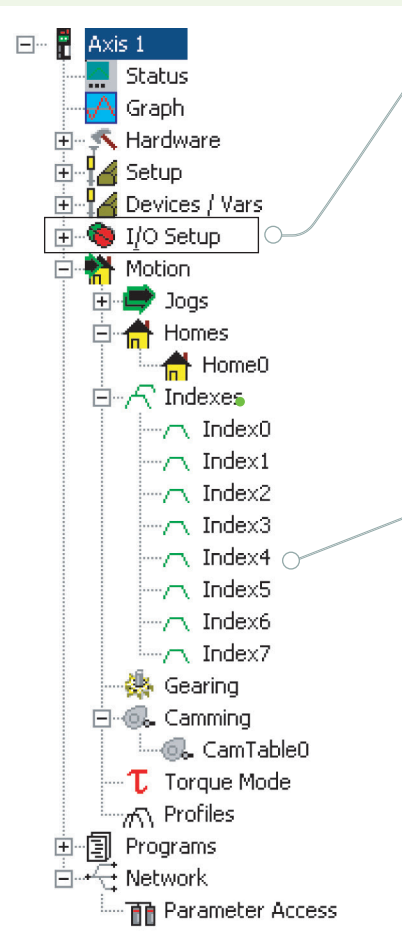 Axis 1
Status
Graph
Hardware
Setup
Devices / Vars
I/O Setup
Motion
Jogs
Homes
Home0
Indexes
Index0
Index1
Index2
Index3
Index4
Index5
Index6
Index7
Gearing
Camming
CamTable0
τ Torque Mode
Profiles
Programs
Network
Parameter Access